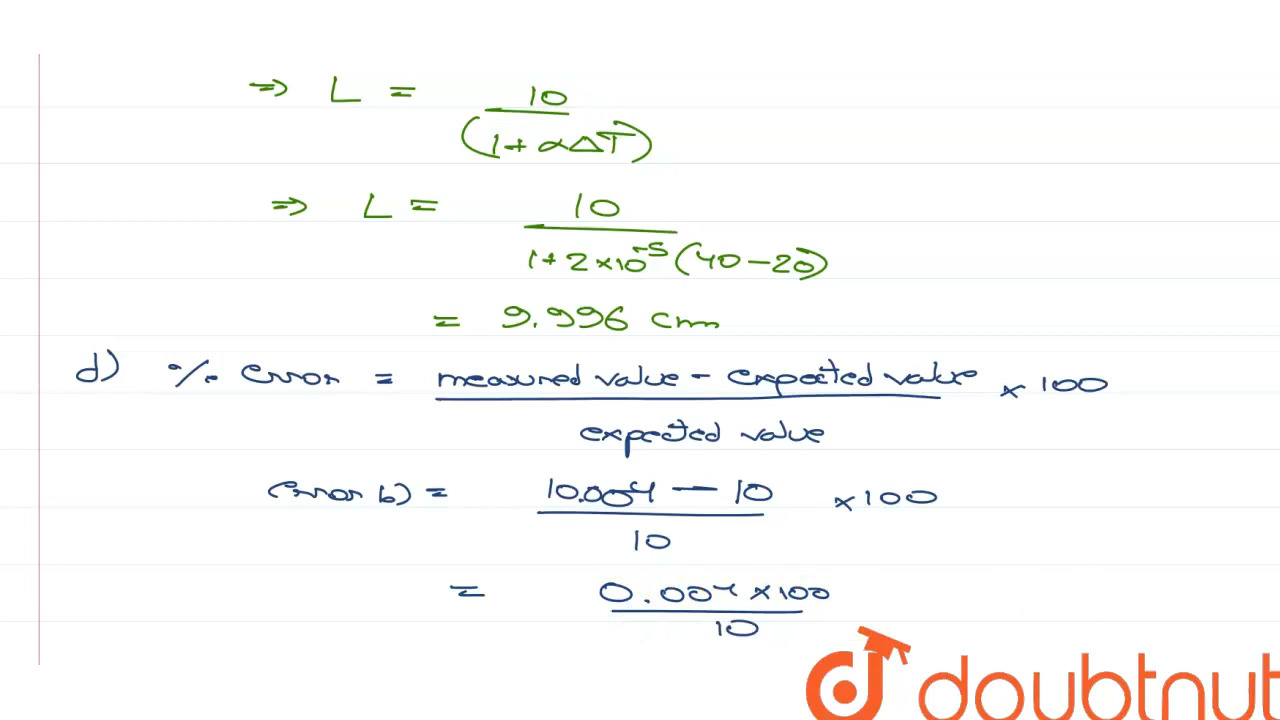 ⇒ L = 10
(1 + αΔT)
⇒ L = 10
1 + 2 × 10⁻⁵ (40 − 20)
= 9.996 cm
d) % error = measured value - expected value × 100
expected value
error b) = 10.004 − 10 × 100
10
= 0.004 × 100
10
doubtnut